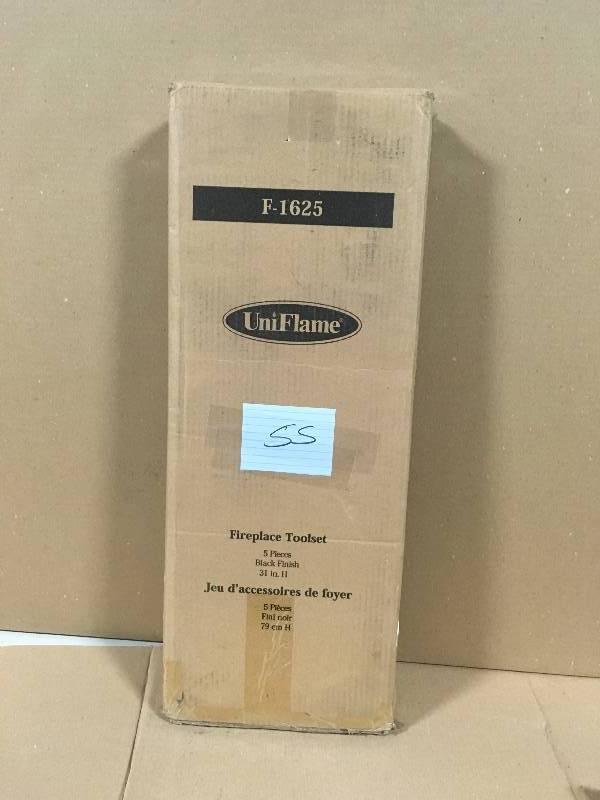 F-1625
UniFlame®
SS
Fireplace Toolset
5 Pieces
Black Finish
31 in. H
Jeu d'accessoires de foyer
5 Pièces
Fini noir
79 cm H